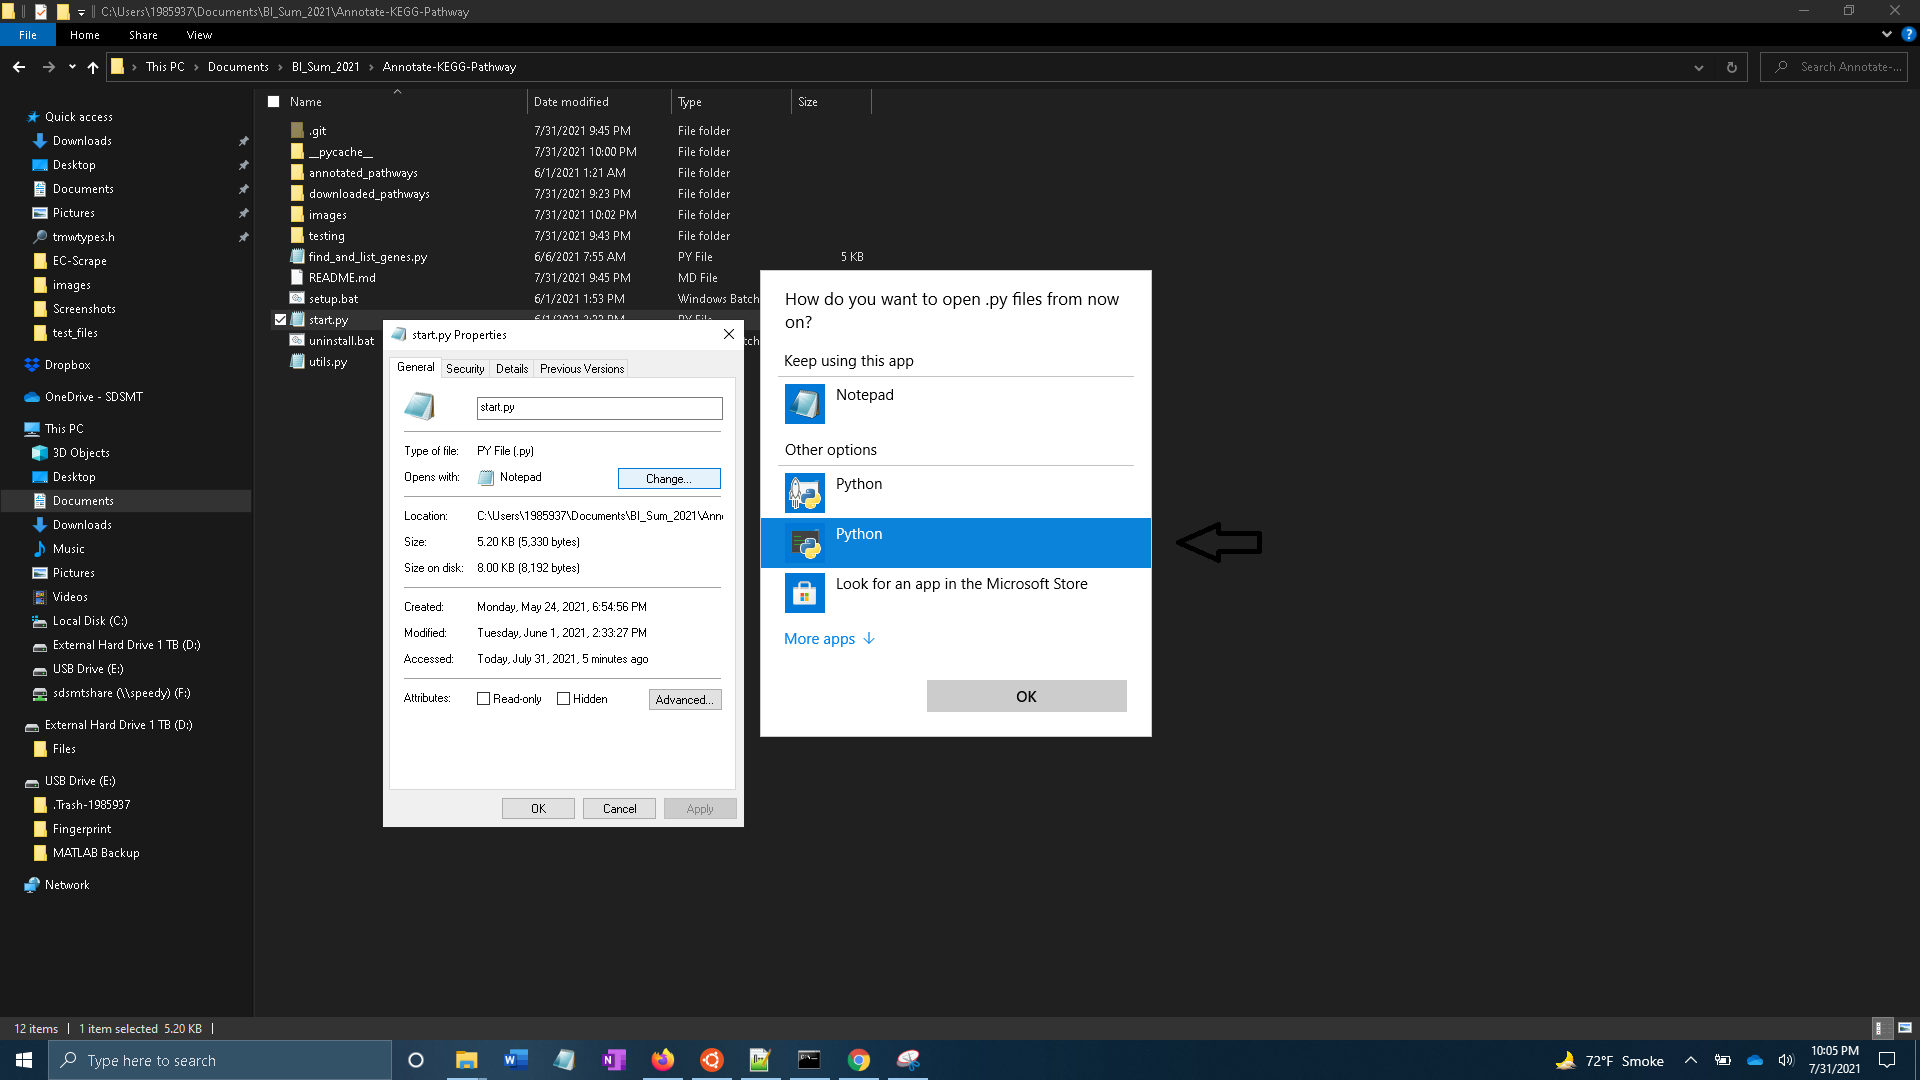 C:\Users\1985937\Documents\BI_Sum_2021\Annotate-KEGG-Pathway
File Home Share View
This PC Documents BI_Sum_2021 Annotate-KEGG-Pathway
Search Annotate-...
Quick access
Downloads
Desktop
Documents
Pictures
tmwtypes.h
EC-Scrape
images
Screenshots
test_files
Dropbox
OneDrive - SDSMT
This PC
3D Objects
Desktop
Documents
Downloads
Music
Pictures
Videos
Local Disk (C:)
External Hard Drive 1 TB (D:)
USB Drive (E:)
sdsmtshare (\\speedy) (F:)
External Hard Drive 1 TB (D:)
Files
USB Drive (E:)
.Trash-1985937
Fingerprint
MATLAB Backup
Network
Name Date modified Type Size
.git 7/31/2021 9:45 PM File folder
__pycache__ 7/31/2021 10:00 PM File folder
annotated_pathways 6/1/2021 1:21 AM File folder
downloaded_pathways 7/31/2021 9:23 PM File folder
images 7/31/2021 10:02 PM File folder
testing 7/31/2021 9:43 PM File folder
find_and_list_genes.py 6/6/2021 7:55 AM PY File 5 KB
README.md 7/31/2021 9:45 PM MD File
setup.bat 6/1/2021 1:53 PM Windows Batch
start.py
uninstall.bat
utils.py
start.py Properties
General Security Details Previous Versions
start.py
Type of file: PY File (.py)
Opens with: Notepad Change...
Location: C:\Users\1985937\Documents\BI_Sum_2021\Anno
Size: 5.20 KB (5,330 bytes)
Size on disk: 8.00 KB (8,192 bytes)
Created: Monday, May 24, 2021, 6:54:56 PM
Modified: Tuesday, June 1, 2021, 2:33:27 PM
Accessed: Today, July 31, 2021, 5 minutes ago
Attributes: Read-only Hidden Advanced...
OK Cancel Apply
How do you want to open .py files from now
on?
Keep using this app
Notepad
Other options
Python
Python
Look for an app in the Microsoft Store
More apps
OK
12 items 1 item selected 5.20 KB
Type here to search
72°F Smoke
10:05 PM
7/31/2021